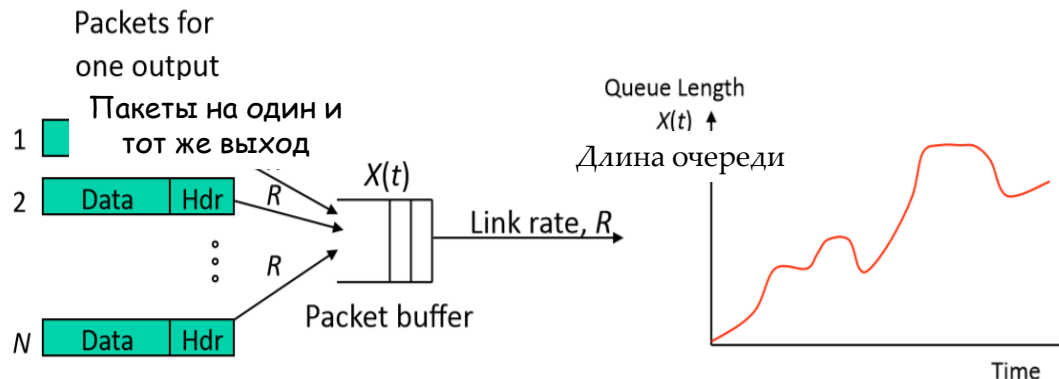 Packets for
one output
Пакеты на один и
тот же выход
1
2
Data
Hdr
R
R
N
Data
Hdr
X(t)
Packet buffer
Link rate, R
Queue Length
X(t)
Длина очереди
Time